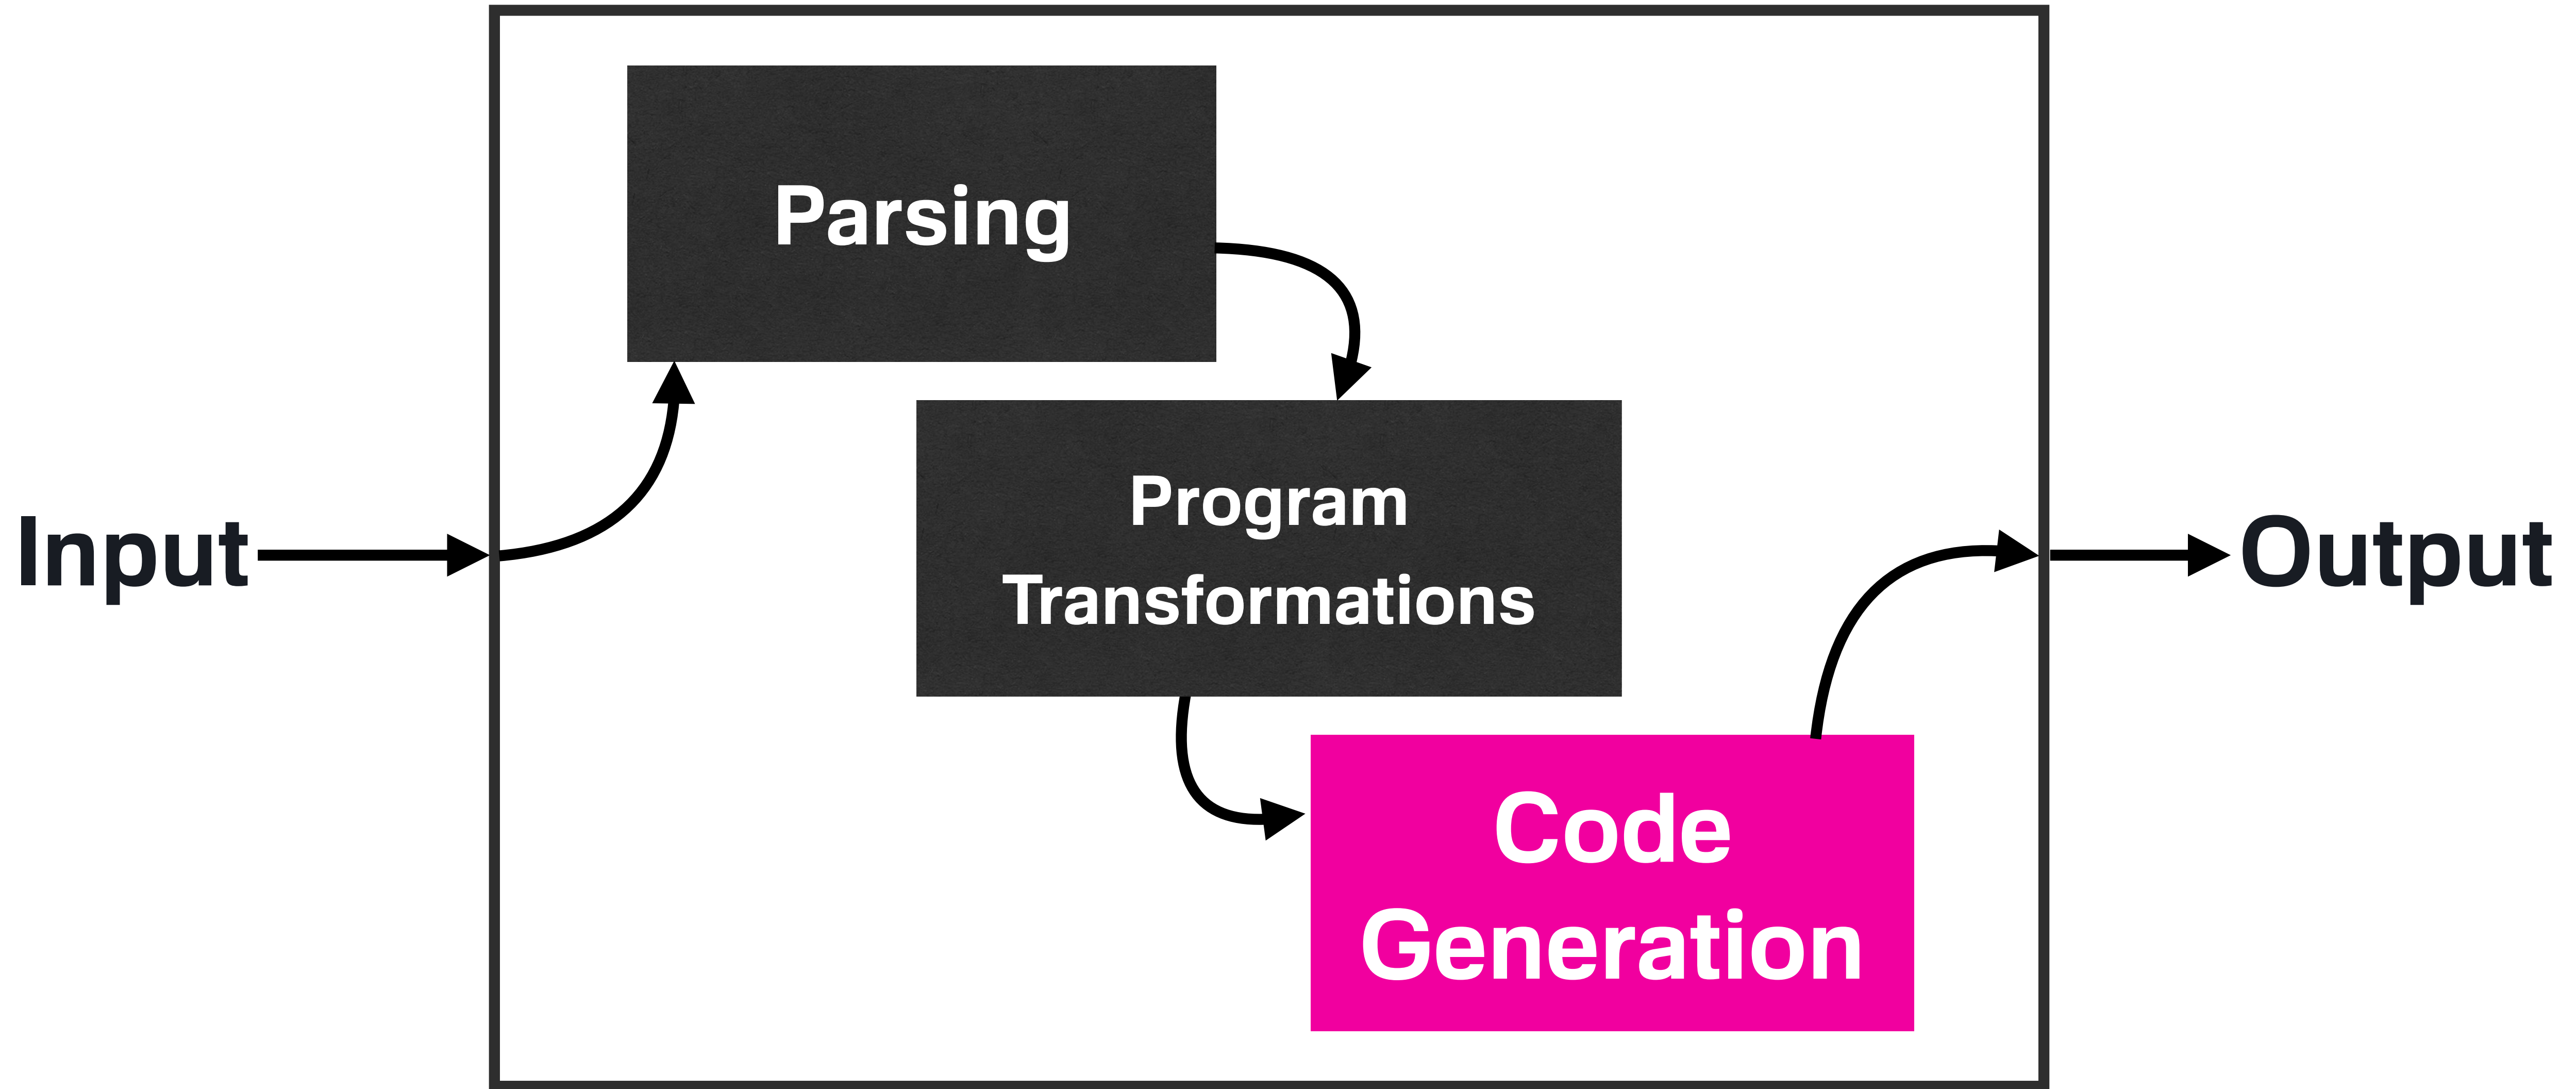 Parsing
Program
Transformations
Input
Output
Code
Generation